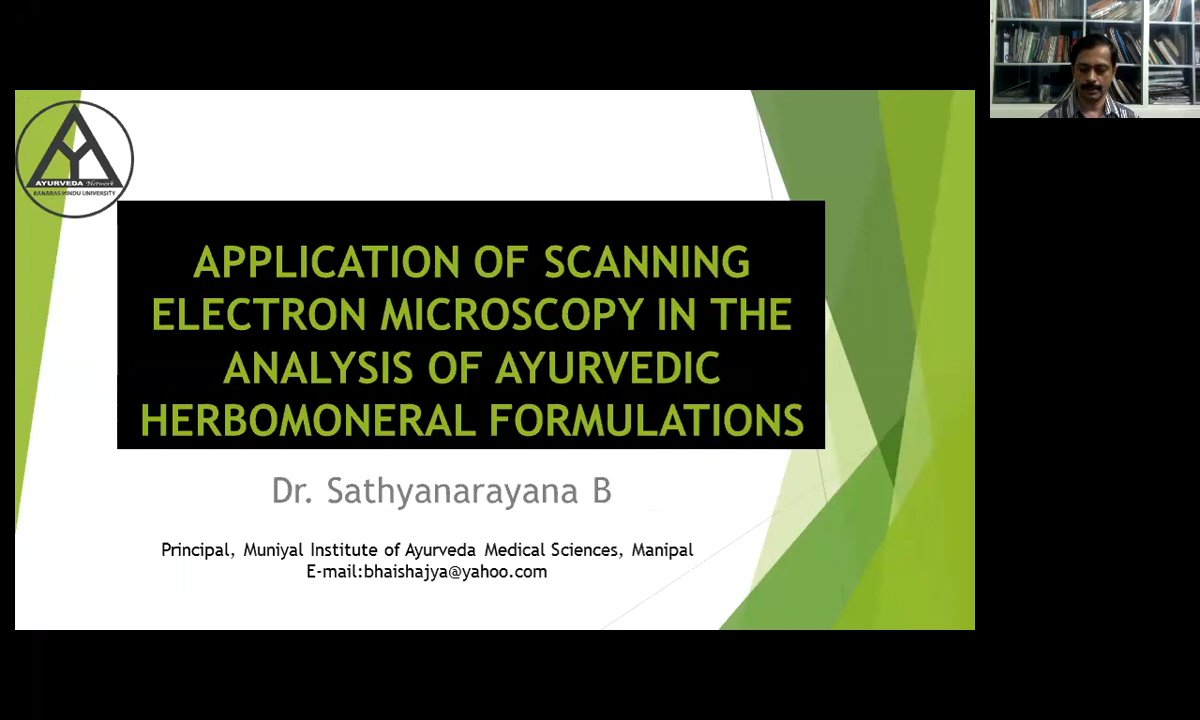 AYURVEDA Network
BANARAS HINDU UNIVERSITY
APPLICATION OF SCANNING
ELECTRON MICROSCOPY IN THE
ANALYSIS OF AYURVEDIC
HERBOMONERAL FORMULATIONS
Dr. Sathyanarayana B
Principal, Muniyal Institute of Ayurveda Medical Sciences, Manipal
E-mail:bhaishajya@yahoo.com